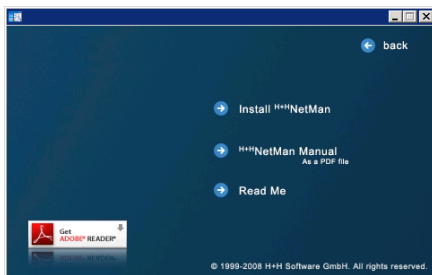 back
Install H+HNetMan
H+HNetMan Manual
As a PDF file
Read Me
Get
ADOBE® READER®
© 1999-2008 H+H Software GmbH. All rights reserved.